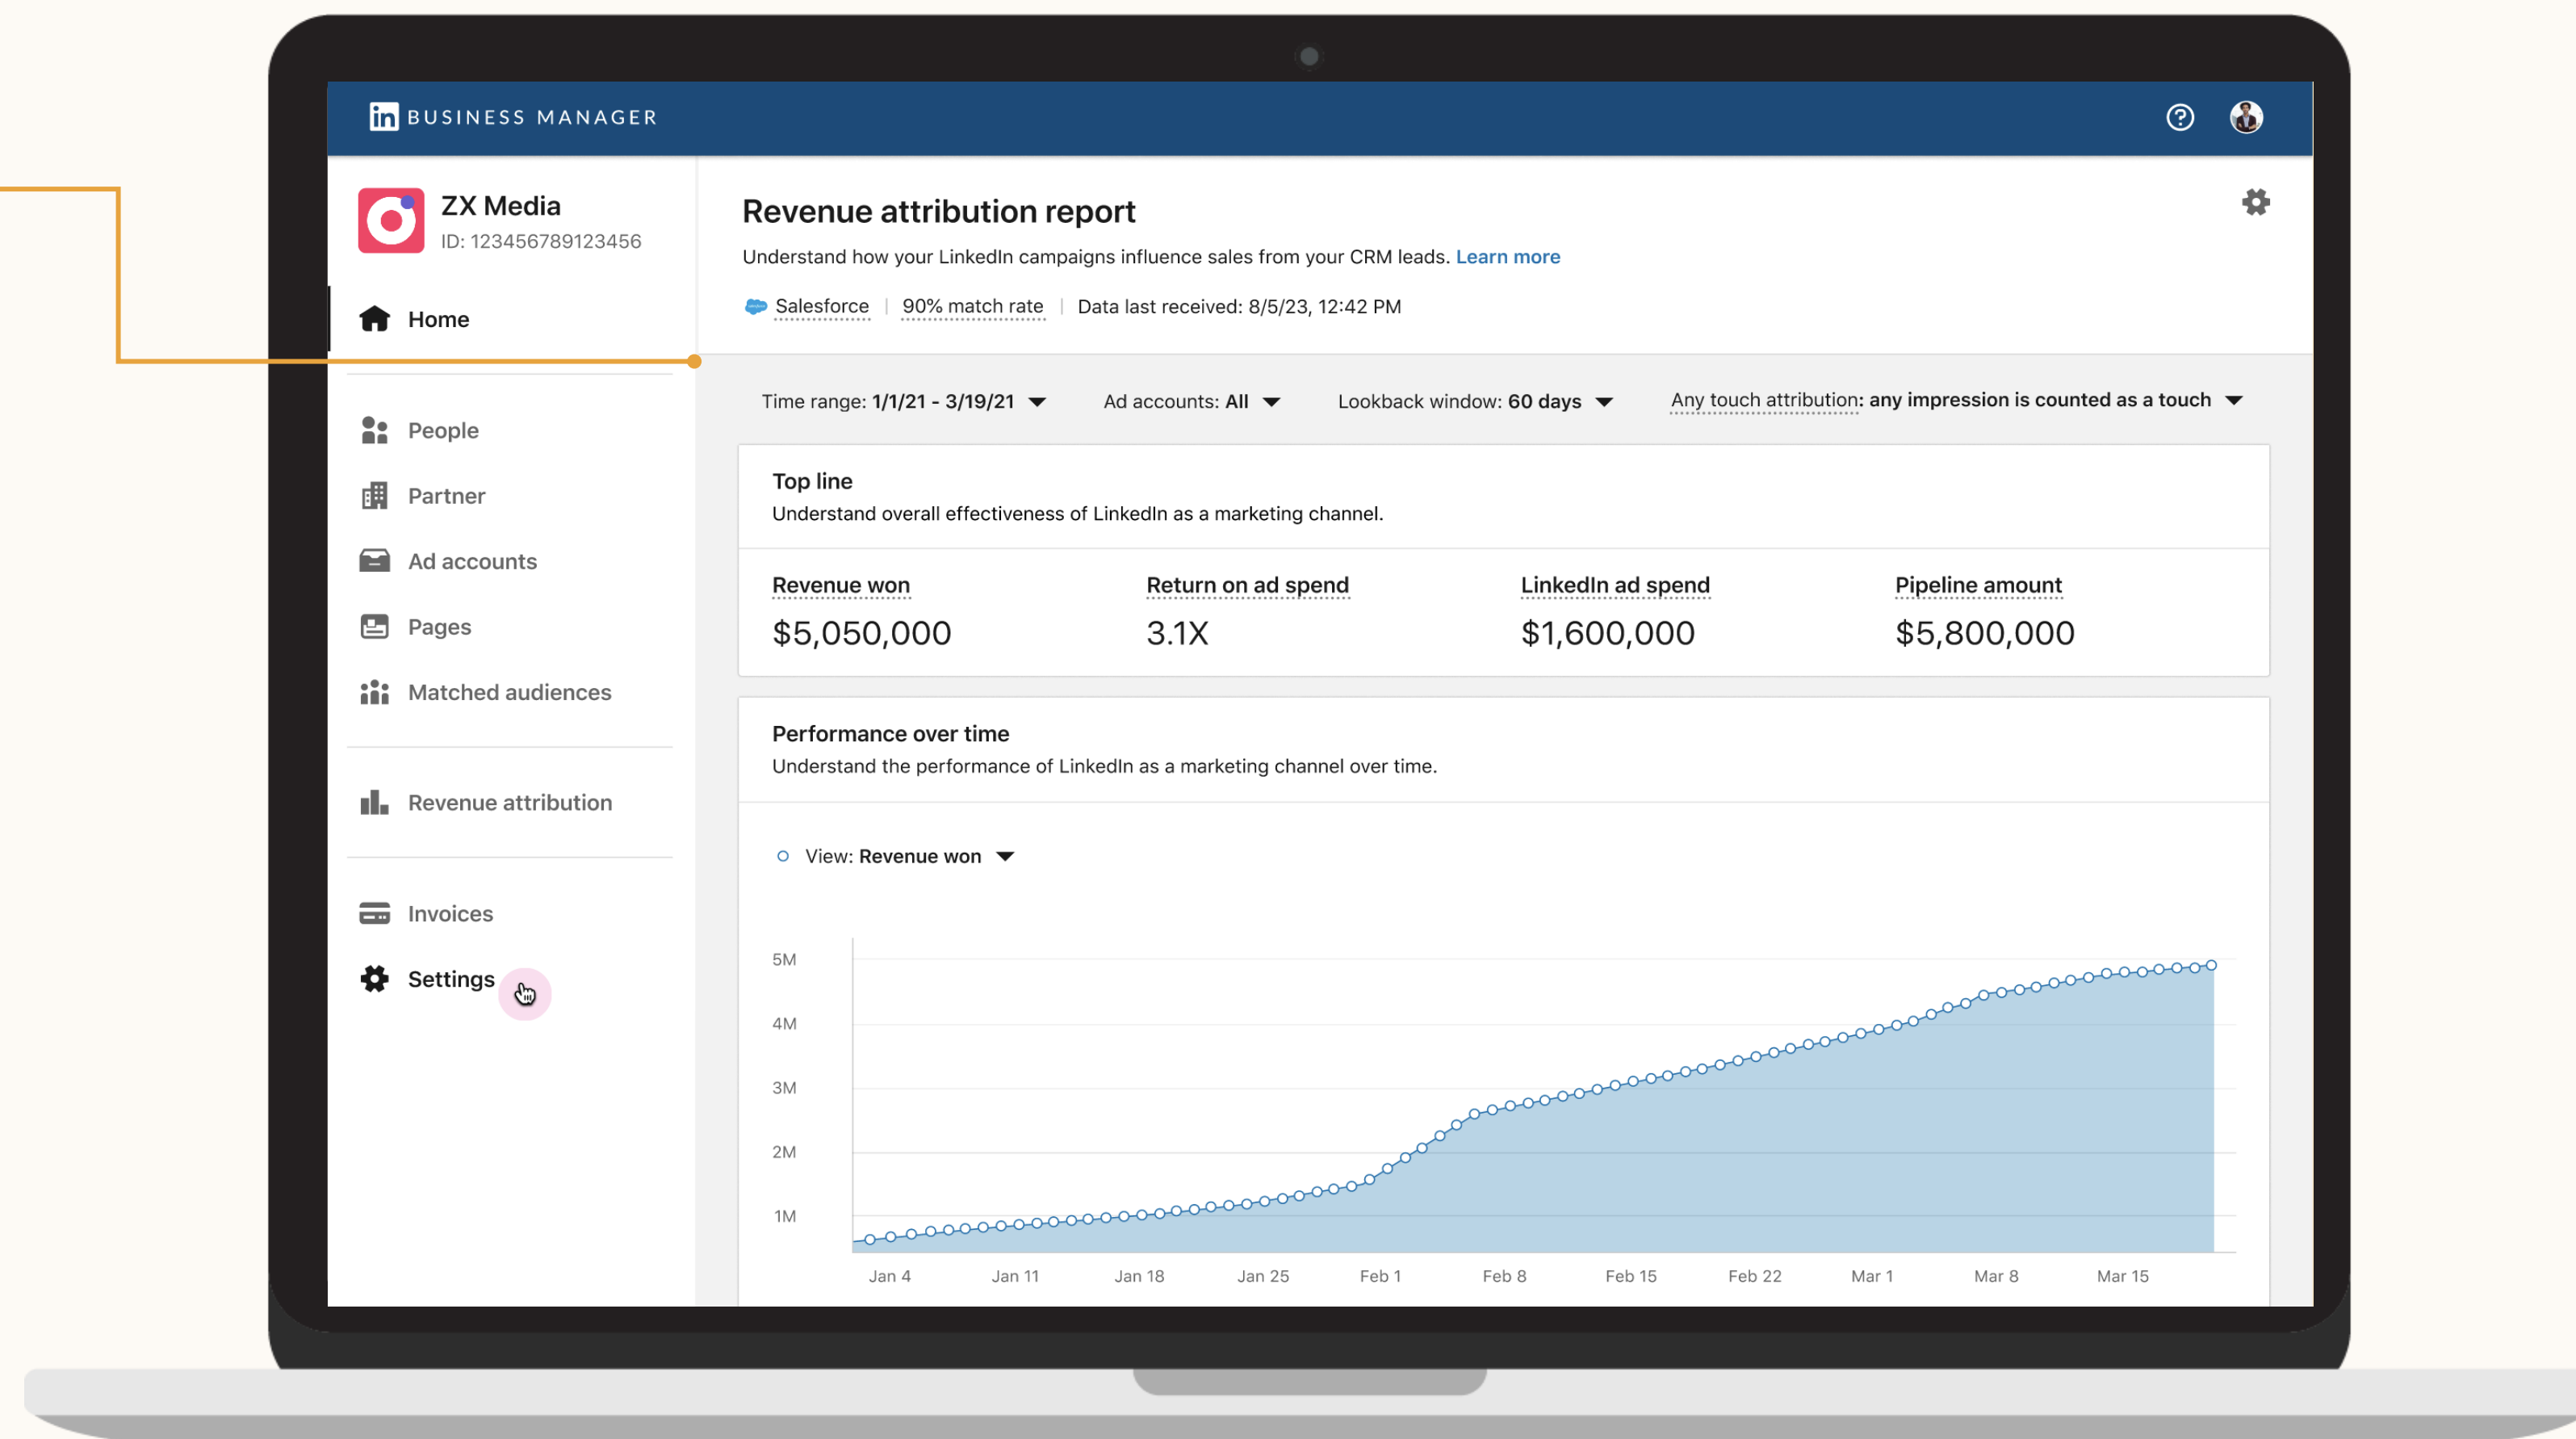 in BUSINESS MANAGER
ZX Media
ID: 123456789123456
Home
People
Partner
Ad accounts
Pages
Matched audiences
Revenue attribution
Invoices
Settings
Revenue attribution report
Understand how your LinkedIn campaigns influence sales from your CRM leads. Learn more
Salesforce | 90% match rate | Data last received: 8/5/23, 12:42 PM
Time range: 1/1/21 - 3/19/21 Ad accounts: All Lookback window: 60 days Any touch attribution: any impression is counted as a touch
Top line
Understand overall effectiveness of LinkedIn as a marketing channel.
Revenue won Return on ad spend LinkedIn ad spend Pipeline amount
$5,050,000 3.1X $1,600,000 $5,800,000
Performance over time
Understand the performance of LinkedIn as a marketing channel over time.
View: Revenue won
5M
4M
3M
2M
1M
Jan 4 Jan 11 Jan 18 Jan 25 Feb 1 Feb 8 Feb 15 Feb 22 Mar 1 Mar 8 Mar 15